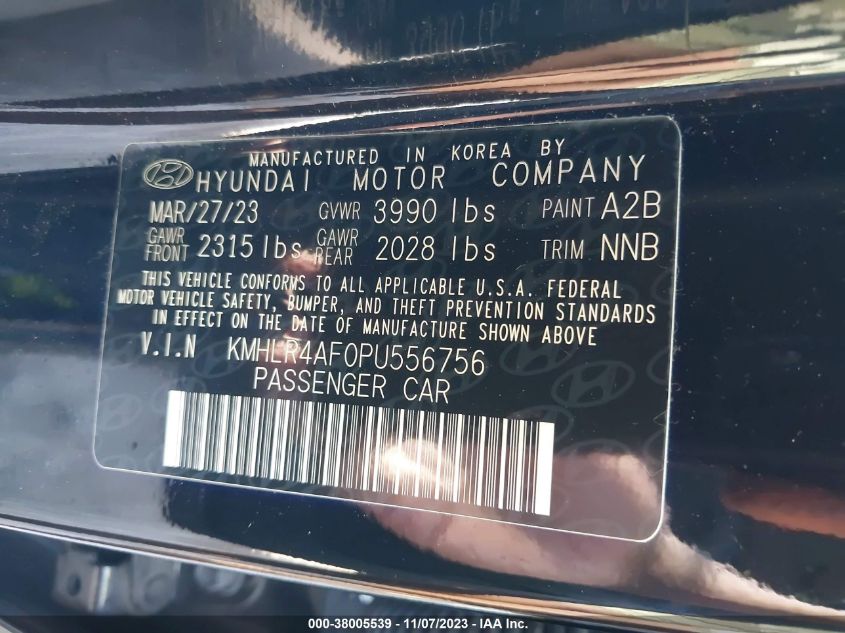 MANUFACTURED IN KOREA BY
HYUNDAI MOTOR COMPANY
MAR/27/23 GVWR 3990 lbs PAINT A2B
GAWR FRONT 2315 lbs GAWR REAR 2028 lbs TRIM NNB
THIS VEHICLE CONFORMS TO ALL APPLICABLE U.S.A. FEDERAL
MOTOR VEHICLE SAFETY, BUMPER, AND THEFT PREVENTION STANDARDS
IN EFFECT ON THE DATE OF MANUFACTURE SHOWN ABOVE
V.I.N KMHLR4AF0PU556756
PASSENGER CAR
000-38005539 - 11/07/2023 - IAA Inc.